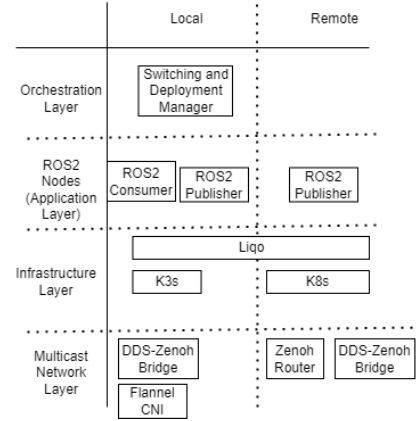 Local
Remote
Orchestration
Layer
Switching and
Deployment
Manager
ROS2
Nodes
(Application
Layer)
ROS2
Consumer
ROS2
Publisher
ROS2
Publisher
Infrastructure
Layer
Liqo
K3s
K8s
Multicast
Network
Layer
DDS-Zenoh
Bridge
Flannel
CNI
Zenoh
Router
DDS-Zenoh
Bridge